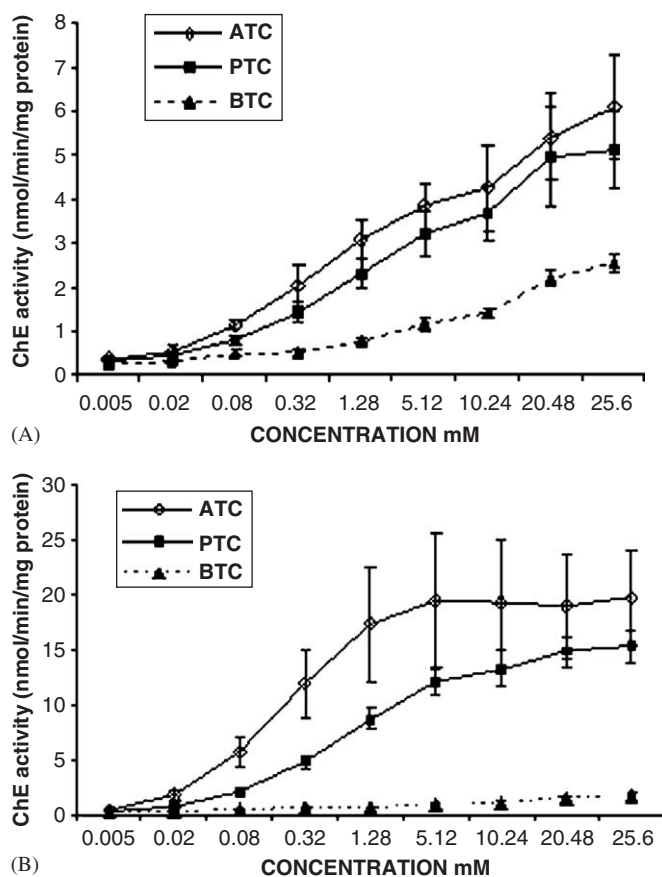 ChE activity (nmol/min/mg protein)
8
7
6
5
4
3
2
1
0
ATC
PTC
BTC
0.005 0.02 0.08 0.32 1.28 5.12 10.24 20.48 25.6
(A)
CONCENTRATION mM
ChE activity (nmol/min/mg protein)
30
25
20
15
10
5
0
ATC
PTC
BTC
0.005 0.02 0.08 0.32 1.28 5.12 10.24 20.48 25.6
(B)
CONCENTRATION mM